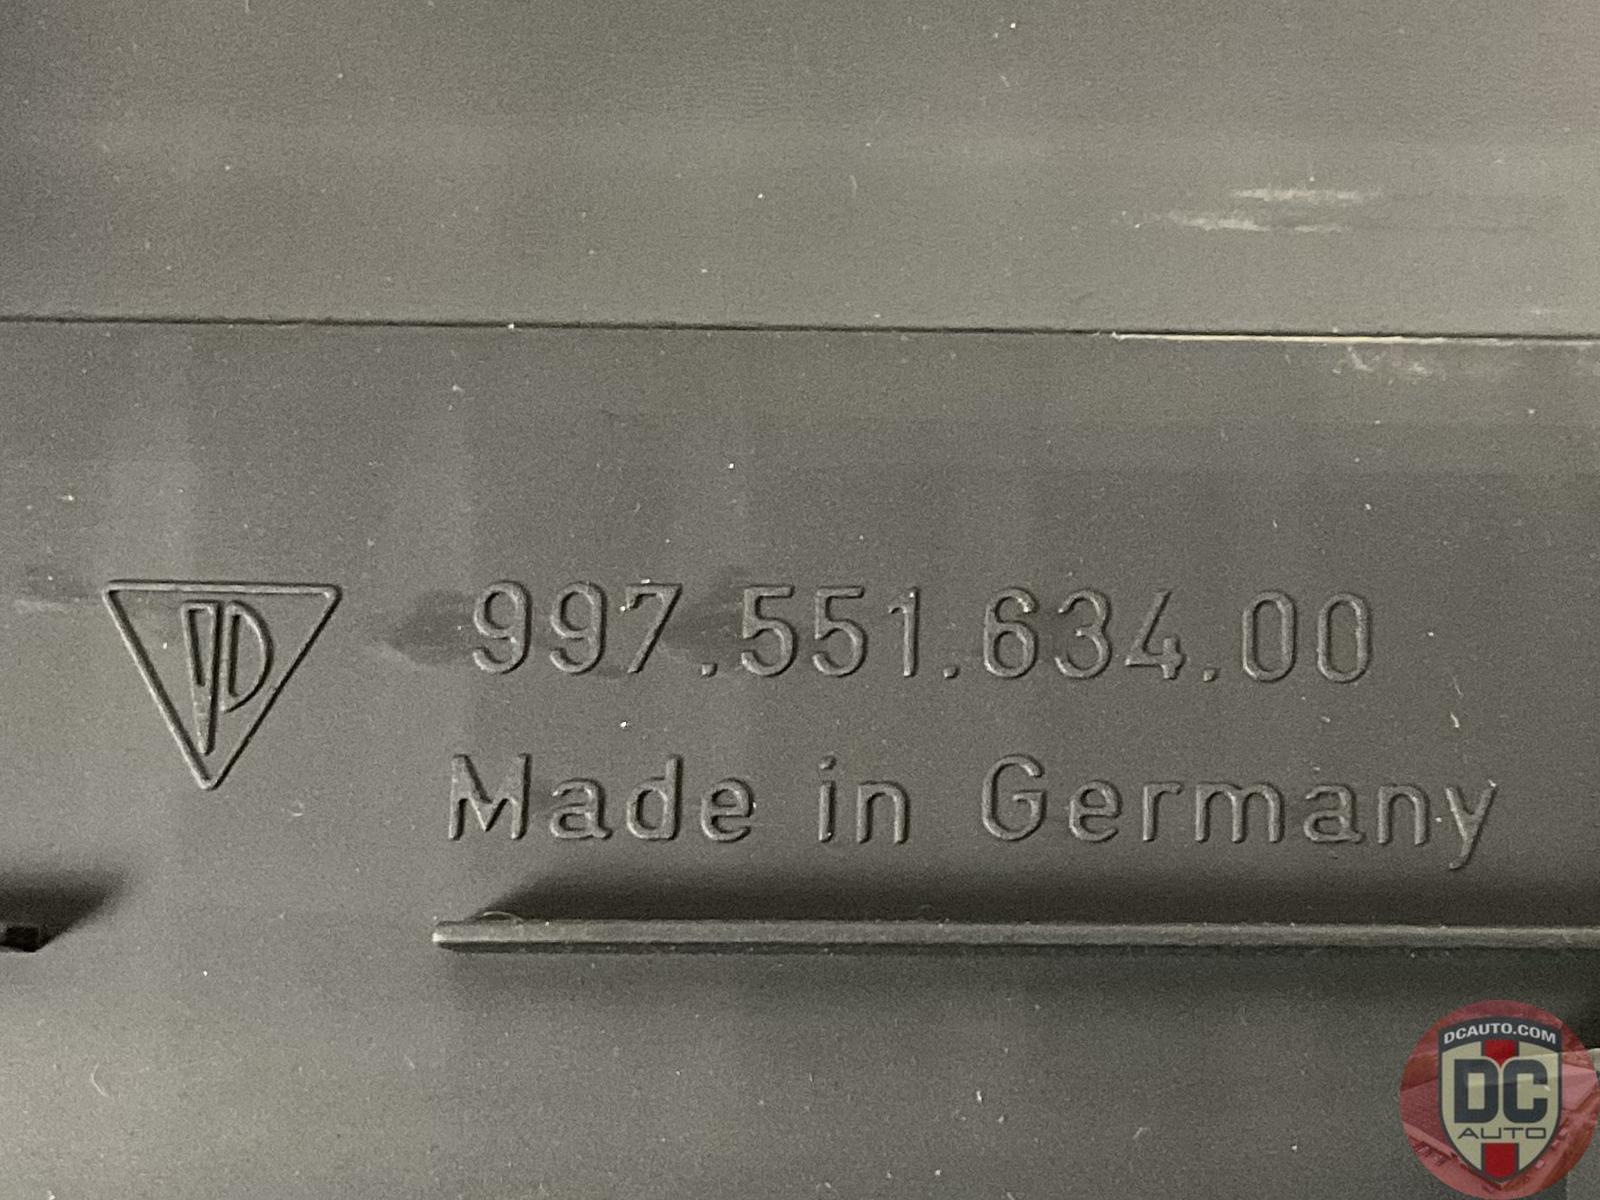 997.551.634.00
Made in Germany
DCAUTO.COM
DC
AUTO